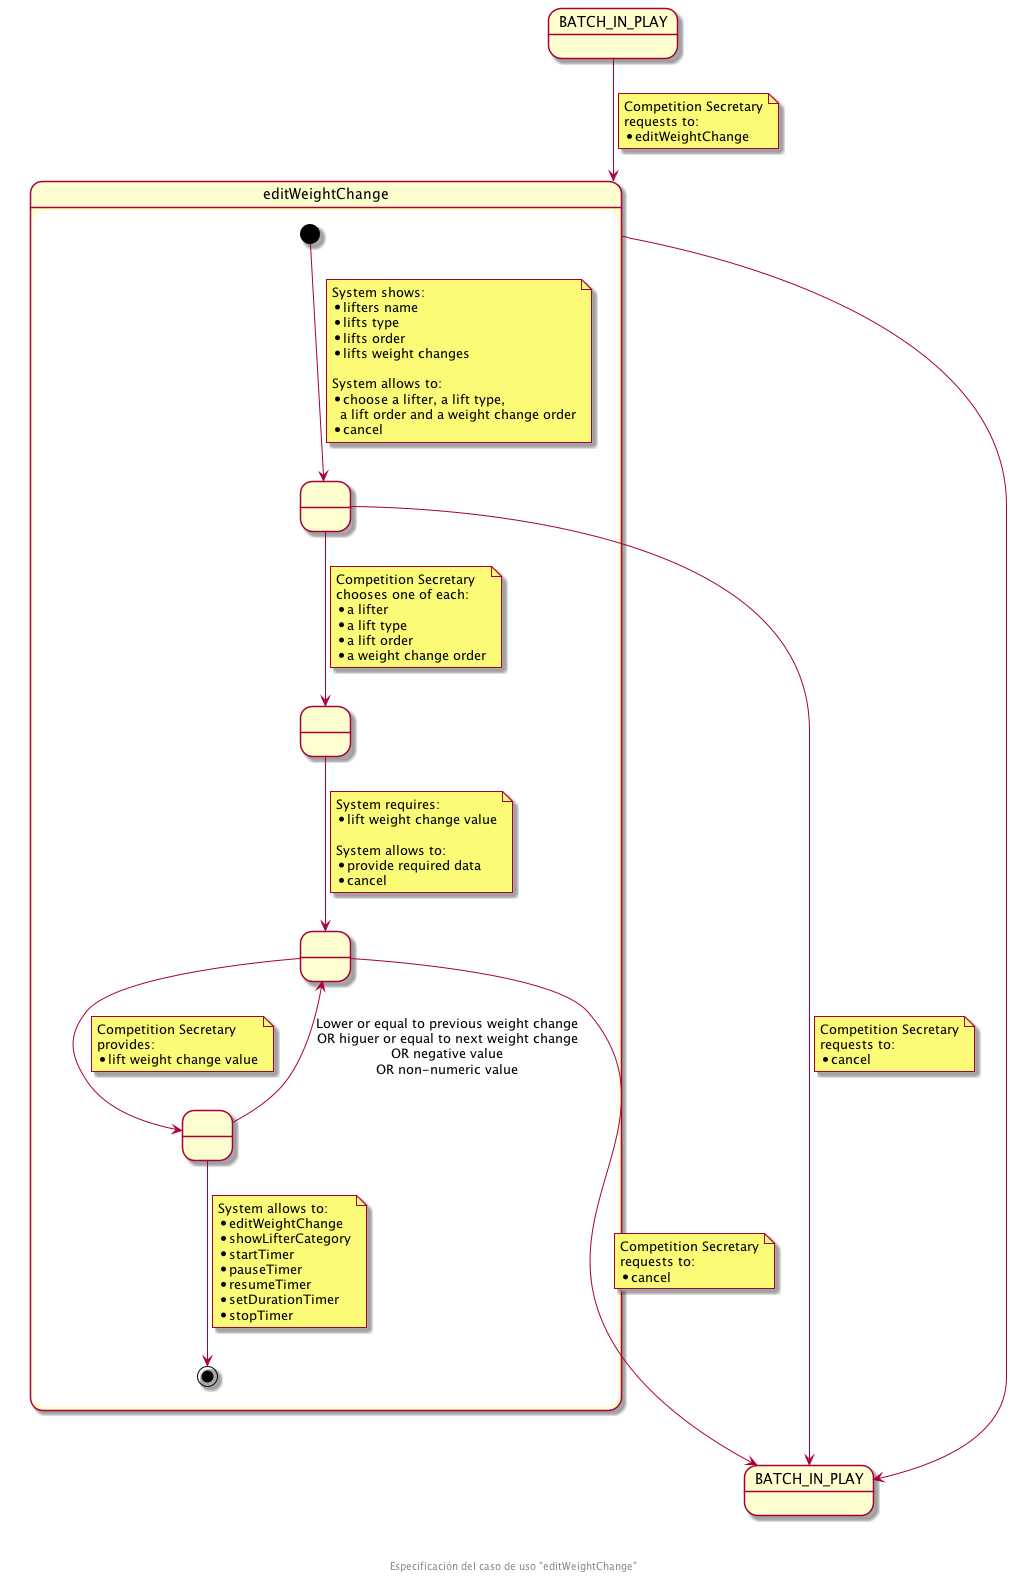 BATCH_IN_PLAY
Competition Secretary
requests to:
• editWeightChange
editWeightChange
System shows:
• lifters name
• lifts type
• lifts order
• lifts weight changes
System allows to:
• choose a lifter, a lift type,
a lift order and a weight change order
• cancel
Competition Secretary
chooses one of each:
• a lifter
• a lift type
• a lift order
• a weight change order
System requires:
• lift weight change value
System allows to:
• provide required data
• cancel
Competition Secretary
provides:
• lift weight change value
Lower or equal to previous weight change
OR higuer or equal to next weight change
OR negative value
OR non-numeric value
Competition Secretary
requests to:
• cancel
System allows to:
• editWeightChange
• showLifterCategory
• startTimer
• pauseTimer
• resumeTimer
• setDurationTimer
• stopTimer
Competition Secretary
requests to:
• cancel
BATCH_IN_PLAY
Especificación del caso de uso "editWeightChange"